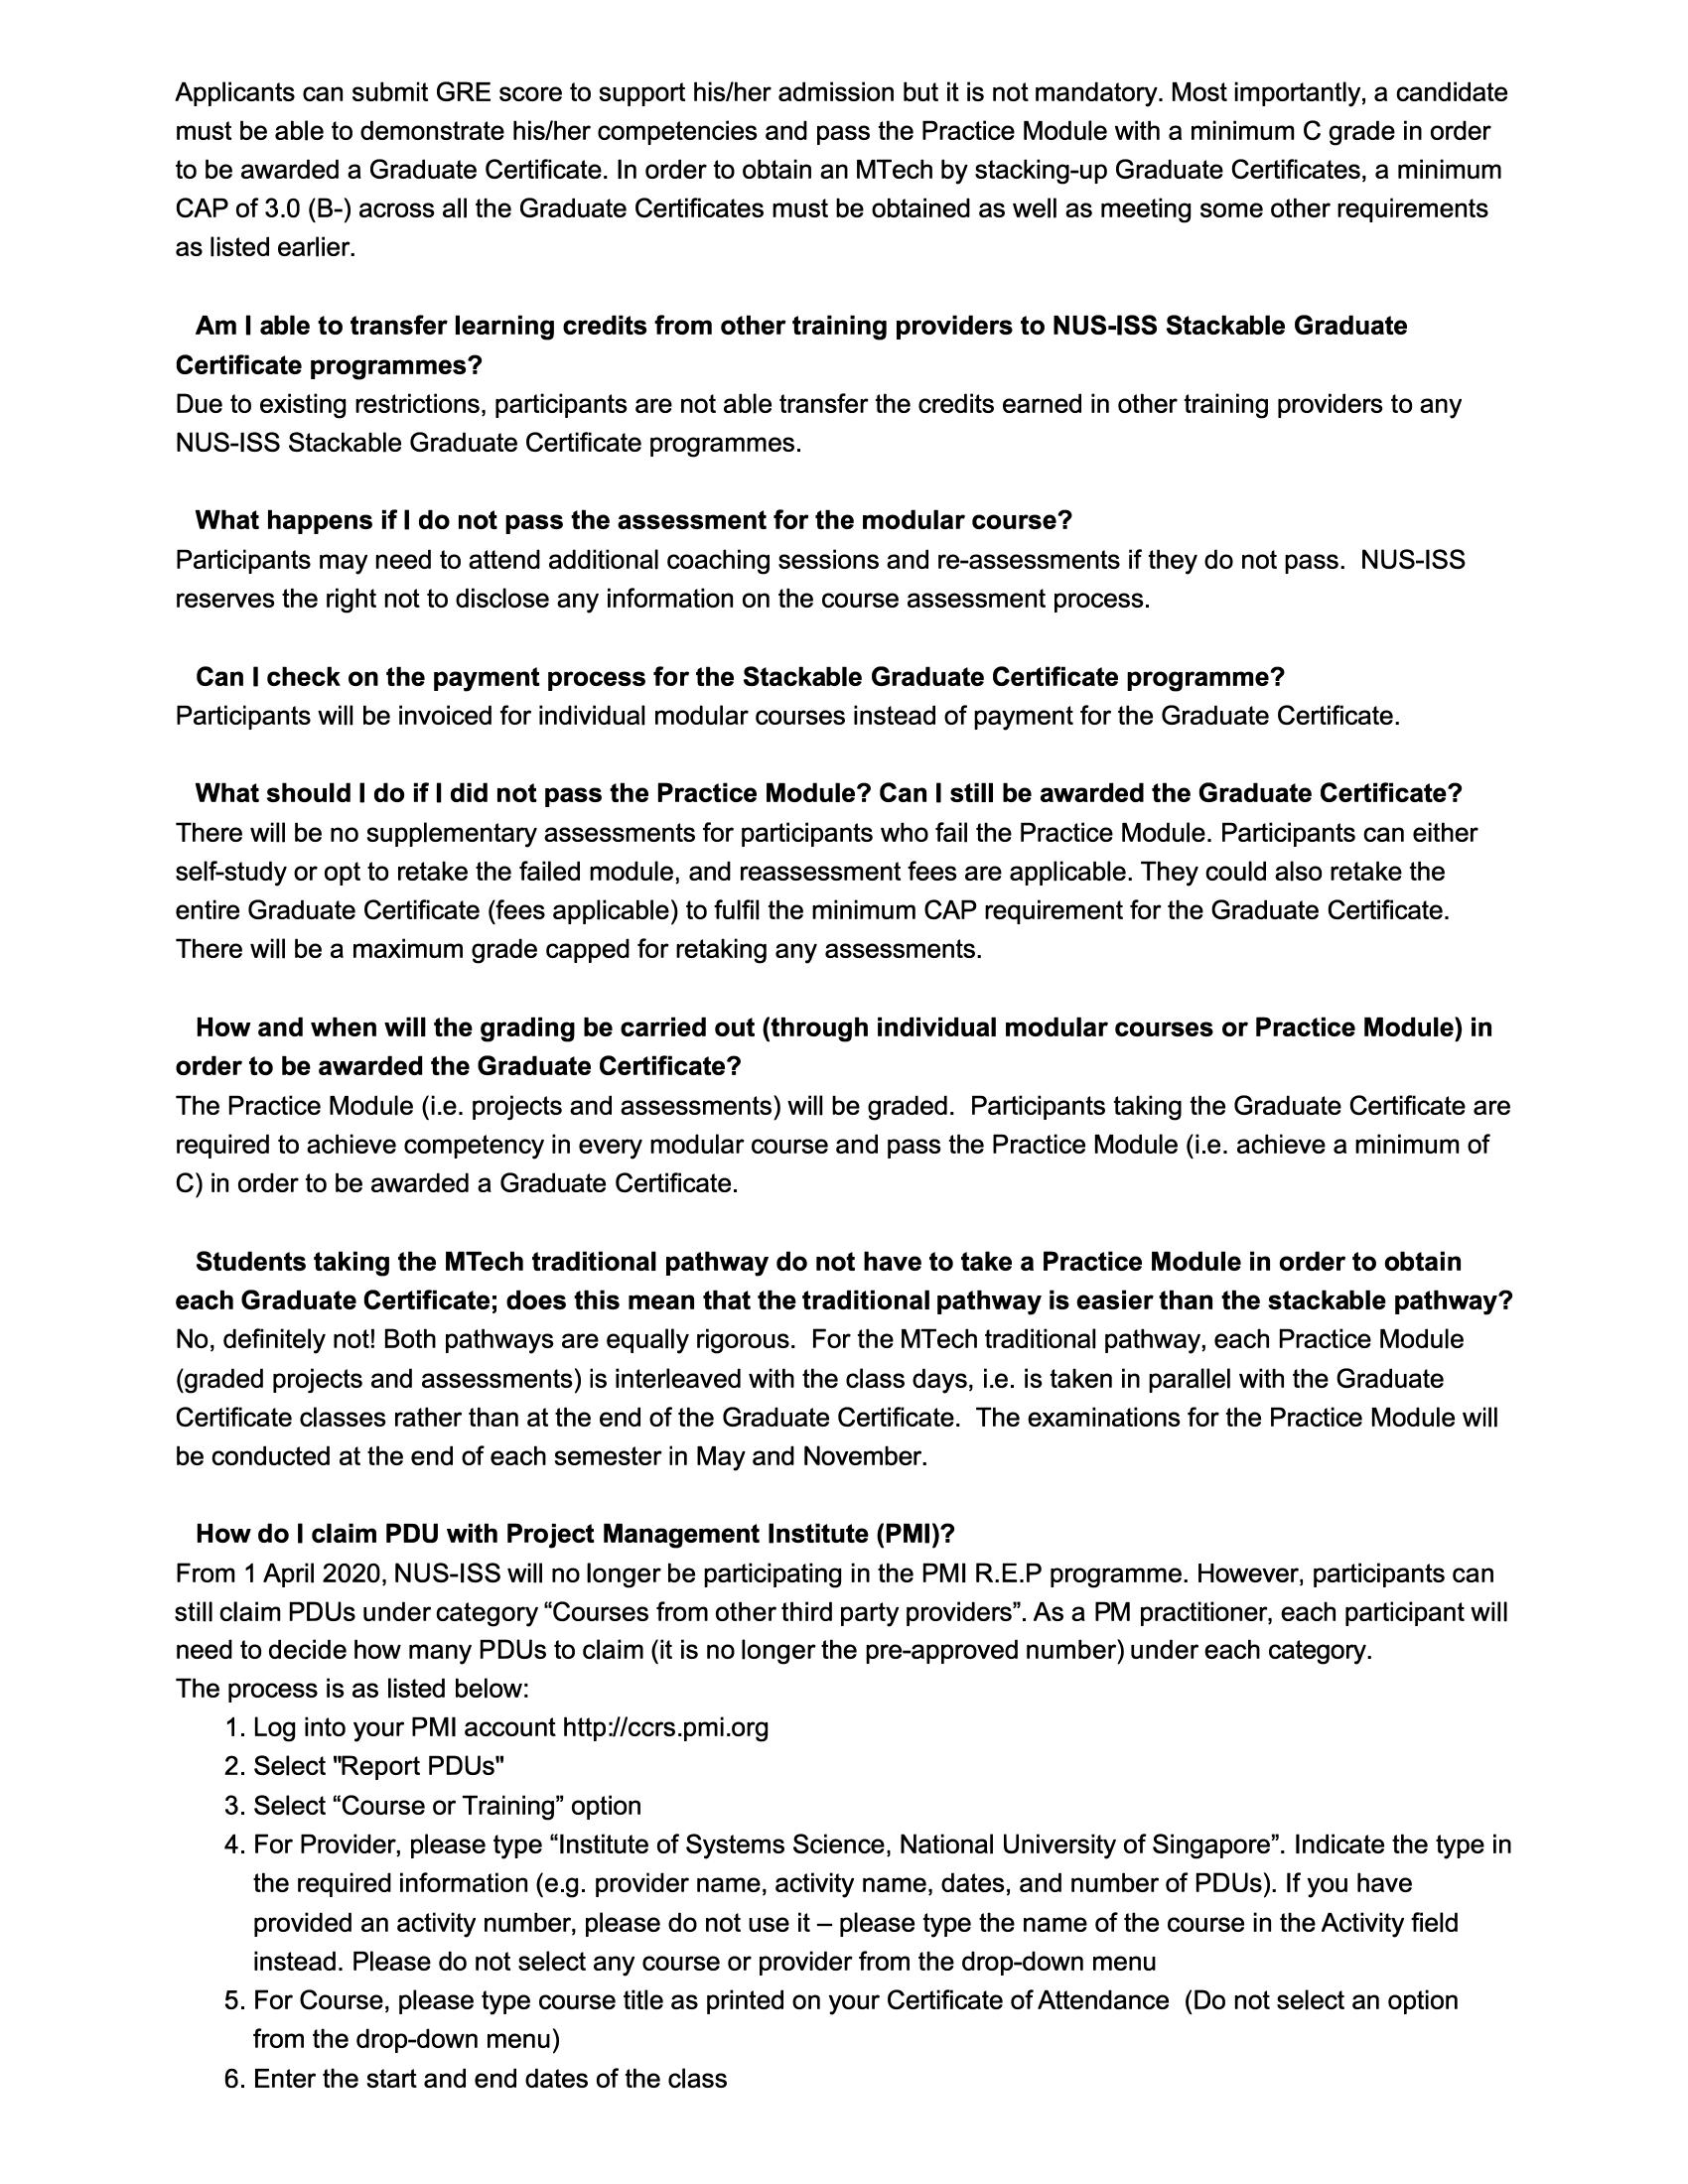 Applicants can submit GRE score to support his/her admission but it is not mandatory. Most importantly, a candidate
must be able to demonstrate his/her competencies and pass the Practice Module with a minimum C grade in order
to be awarded a Graduate Certificate. In order to obtain an MTech by stacking-up Graduate Certificates, a minimum
CAP of 3.0 (B-) across all the Graduate Certificates must be obtained as well as meeting some other requirements
as listed earlier.
Am I able to transfer learning credits from other training providers to NUS-ISS Stackable Graduate
Certificate programmes?
Due to existing restrictions, participants are not able transfer the credits earned in other training providers to any
NUS-ISS Stackable Graduate Certificate programmes.
What happens if I do not pass the assessment for the modular course?
Participants may need to attend additional coaching sessions and re-assessments if they do not pass.  NUS-ISS
reserves the right not to disclose any information on the course assessment process.
Can I check on the payment process for the Stackable Graduate Certificate programme?
Participants will be invoiced for individual modular courses instead of payment for the Graduate Certificate.
What should I do if I did not pass the Practice Module? Can I still be awarded the Graduate Certificate?
There will be no supplementary assessments for participants who fail the Practice Module. Participants can either
self-study or opt to retake the failed module, and reassessment fees are applicable. They could also retake the
entire Graduate Certificate (fees applicable) to fulfil the minimum CAP requirement for the Graduate Certificate.
There will be a maximum grade capped for retaking any assessments.
How and when will the grading be carried out (through individual modular courses or Practice Module) in
order to be awarded the Graduate Certificate?
The Practice Module (i.e. projects and assessments) will be graded.  Participants taking the Graduate Certificate are
required to achieve competency in every modular course and pass the Practice Module (i.e. achieve a minimum of
C) in order to be awarded a Graduate Certificate.
Students taking the MTech traditional pathway do not have to take a Practice Module in order to obtain
each Graduate Certificate; does this mean that the traditional pathway is easier than the stackable pathway?
No, definitely not! Both pathways are equally rigorous.  For the MTech traditional pathway, each Practice Module
(graded projects and assessments) is interleaved with the class days, i.e. is taken in parallel with the Graduate
Certificate classes rather than at the end of the Graduate Certificate.  The examinations for the Practice Module will
be conducted at the end of each semester in May and November.
How do I claim PDU with Project Management Institute (PMI)?
From 1 April 2020, NUS-ISS will no longer be participating in the PMI R.E.P programme. However, participants can
still claim PDUs under category “Courses from other third party providers”. As a PM practitioner, each participant will
need to decide how many PDUs to claim (it is no longer the pre-approved number) under each category.
The process is as listed below:
1. Log into your PMI account http://ccrs.pmi.org
2. Select "Report PDUs"
3. Select “Course or Training” option
4. For Provider, please type “Institute of Systems Science, National University of Singapore”. Indicate the type in
the required information (e.g. provider name, activity name, dates, and number of PDUs). If you have
provided an activity number, please do not use it – please type the name of the course in the Activity field
instead. Please do not select any course or provider from the drop-down menu
5. For Course, please type course title as printed on your Certificate of Attendance  (Do not select an option
from the drop-down menu)
6. Enter the start and end dates of the class